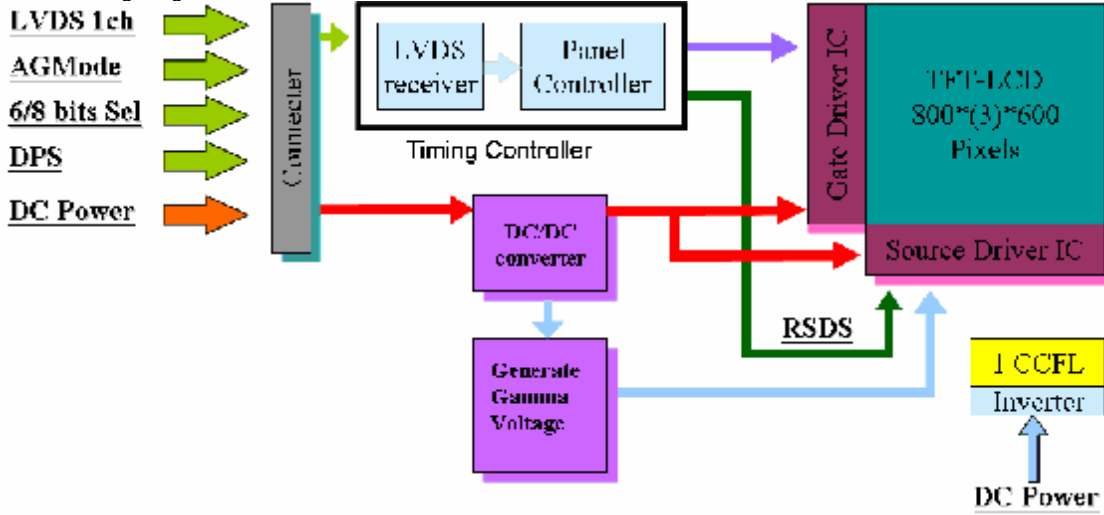 LVDS 1ch
AGMode
6/8 bits Sel
DPS
DC Power
Connecter
LVDS
receiver
Panel
Controller
Timing Controller
Gate Driver IC
TFT-LCD
800*(3)*600
Pixels
Source Driver IC
DC/DC
converter
RSDS
Generate
Gamma
Voltage
1 CCFL
Inverter
DC Power